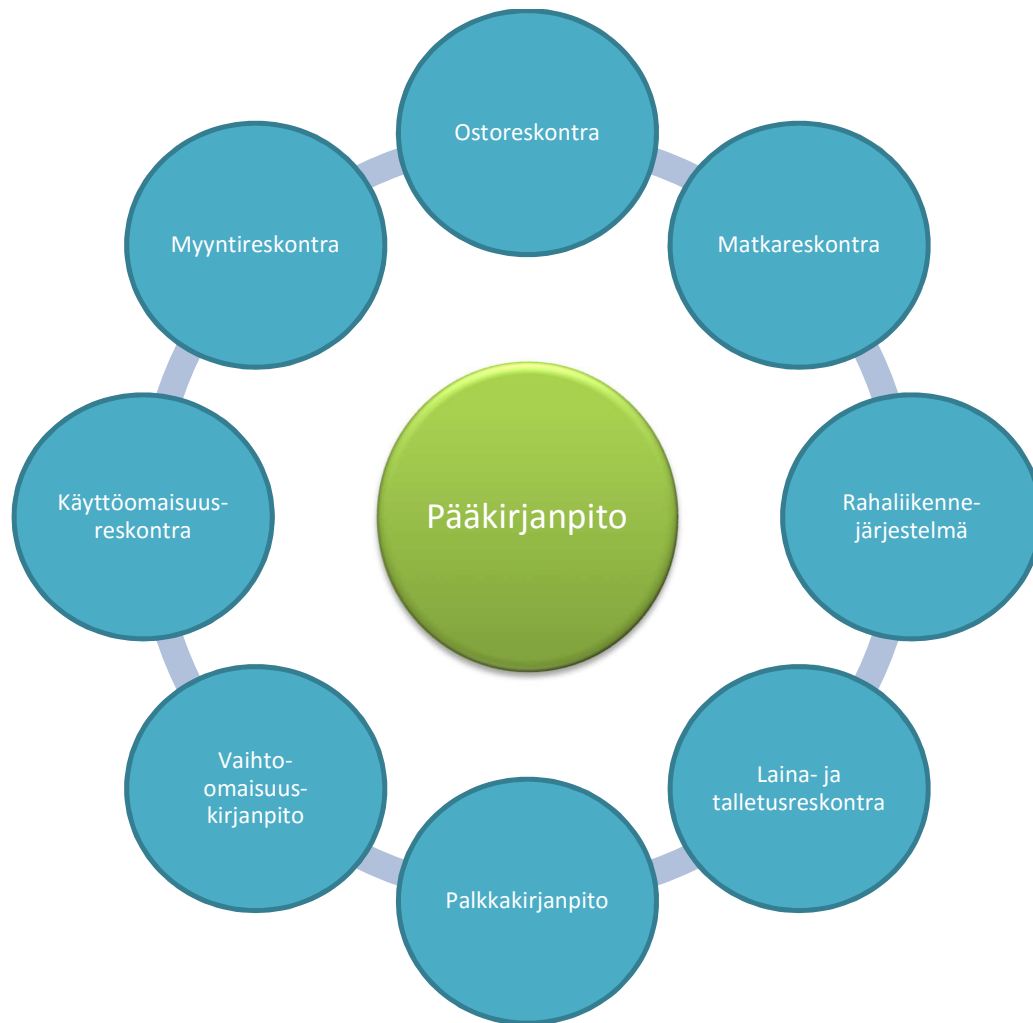 Ostoreskontra
Matkareskontra
Rahaliikenne-
järjestelmä
Laina- ja
talletusreskontra
Palkkakirjanpito
Vaihto-
omaisuus-
kirjanpito
Käyttöomaisuus-
reskontra
Myyntireskontra
Pääkirjanpito